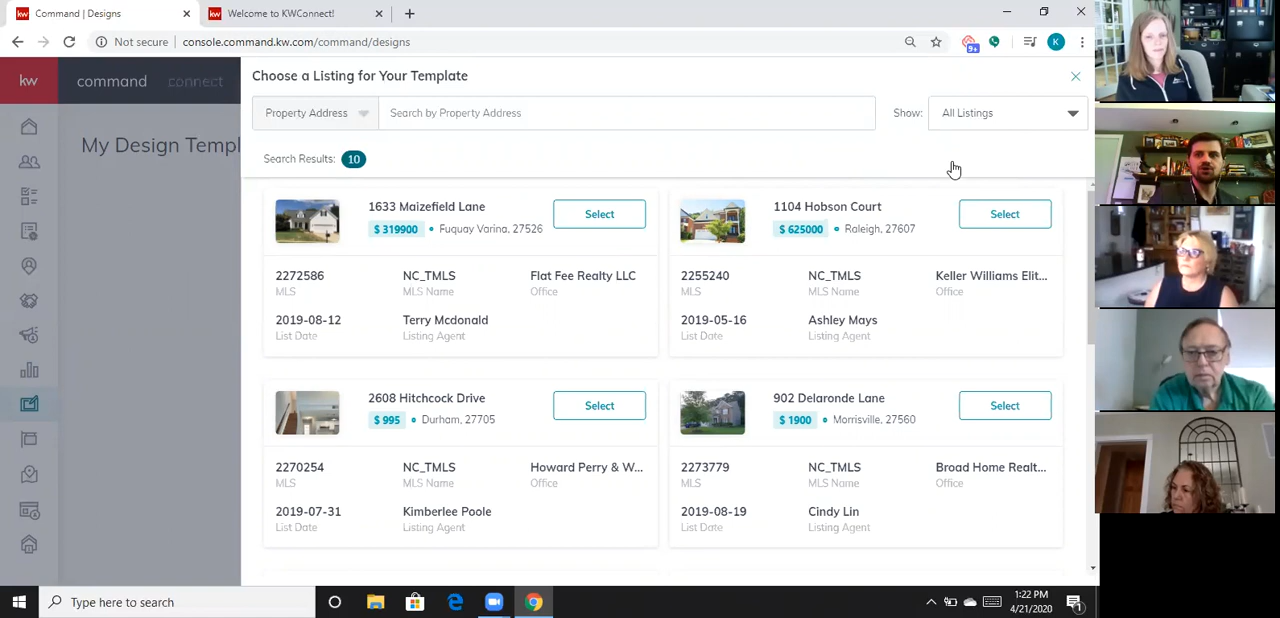 kw Command | Designs
kw Welcome to KWConnect!
Not secure console.command.kw.com/command/designs
9+
K
kw command connect
My Design Templ
Choose a Listing for Your Template
Property Address Search by Property Address
Show: All Listings
Search Results: 10
1633 Maizefield Lane
$ 319900 • Fuquay Varina, 27526
Select
2272586 NC_TMLS Flat Fee Realty LLC
MLS MLS Name Office
2019-08-12 Terry Mcdonald
List Date Listing Agent
1104 Hobson Court
$ 625000 • Raleigh, 27607
Select
2255240 NC_TMLS Keller Williams Elit...
MLS MLS Name Office
2019-05-16 Ashley Mays
List Date Listing Agent
2608 Hitchcock Drive
$ 995 • Durham, 27705
Select
2270254 NC_TMLS Howard Perry & W...
MLS MLS Name Office
2019-07-31 Kimberlee Poole
List Date Listing Agent
902 Delaronde Lane
$ 1900 • Morrisville, 27560
Select
2273779 NC_TMLS Broad Home Realt...
MLS MLS Name Office
2019-08-19 Cindy Lin
List Date Listing Agent
Type here to search
1:22 PM
4/21/2020
1